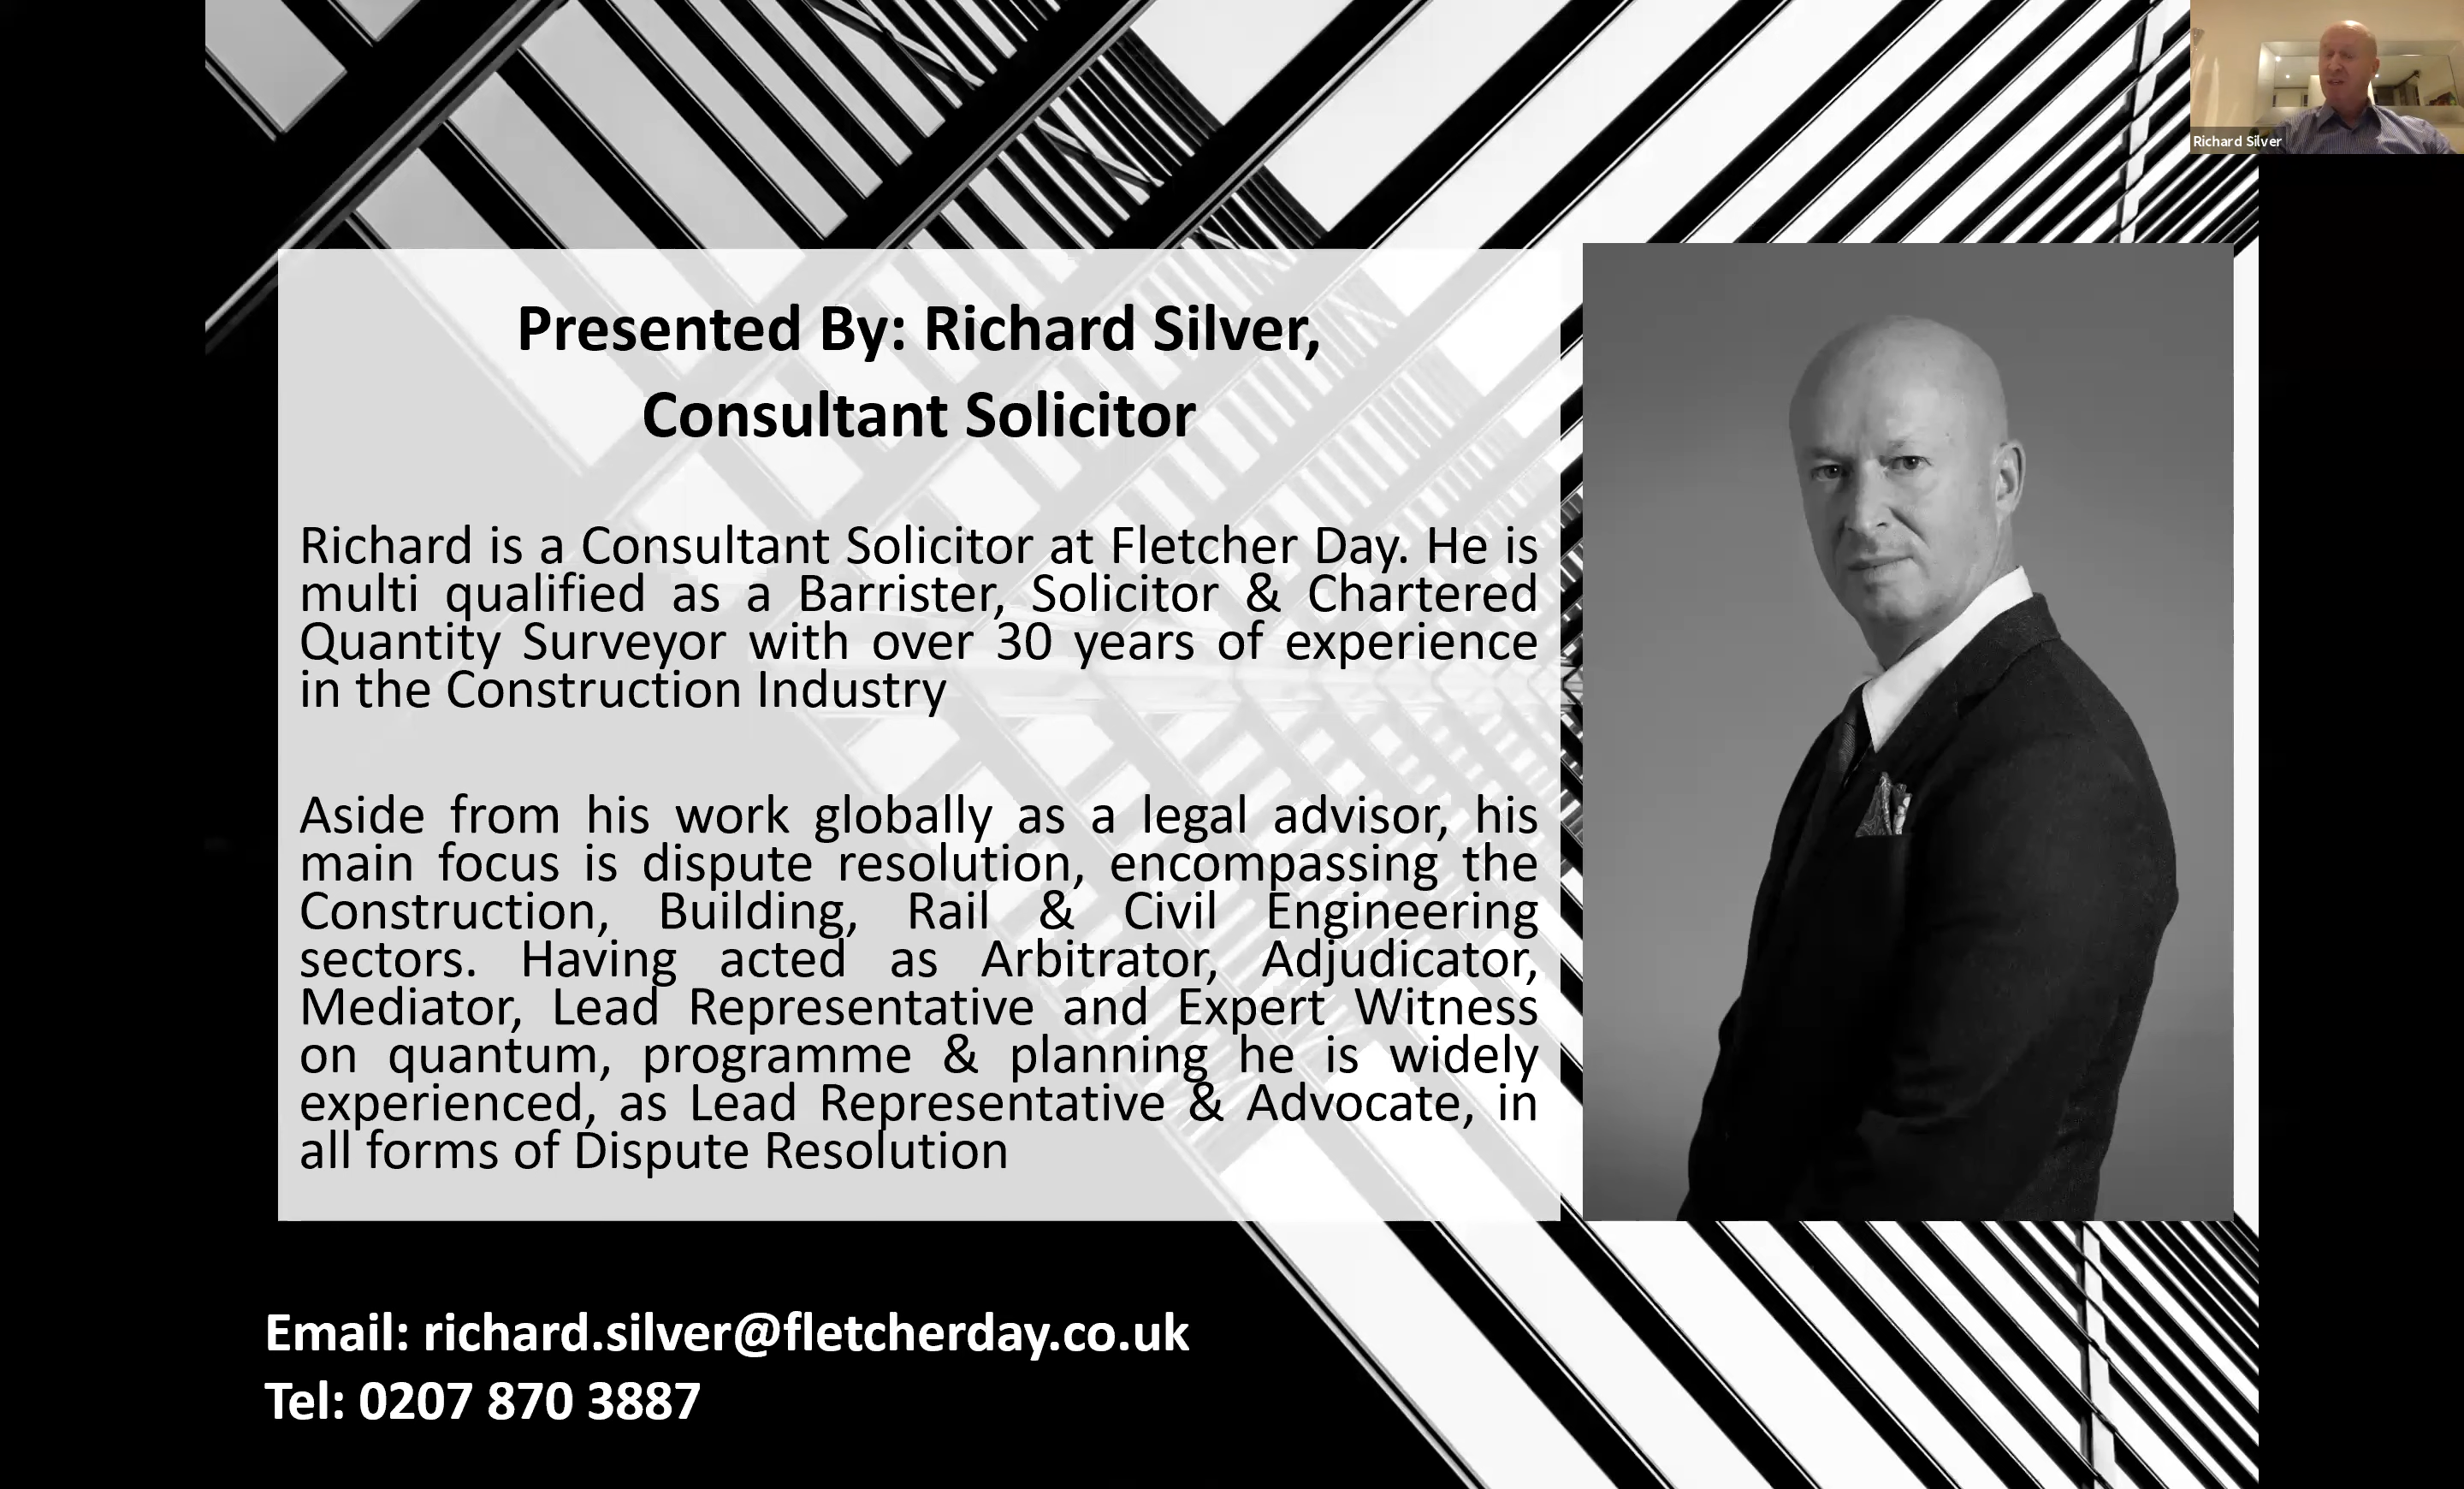 Richard Silver
Presented By: Richard Silver,
Consultant Solicitor
Richard is a Consultant Solicitor at Fletcher Day. He is
multi qualified as a Barrister, Solicitor & Chartered
Quantity Surveyor with over 30 years of experience
in the Construction Industry
Aside from his work globally as a legal advisor, his
main focus is dispute resolution, encompassing the
Construction, Building, Rail & Civil Engineering
sectors. Having acted as Arbitrator, Adjudicator,
Mediator, Lead Representative and Expert Witness
on quantum, programme & planning he is widely
experienced, as Lead Representative & Advocate, in
all forms of Dispute Resolution
Email: richard.silver@fletcherday.co.uk
Tel: 0207 870 3887